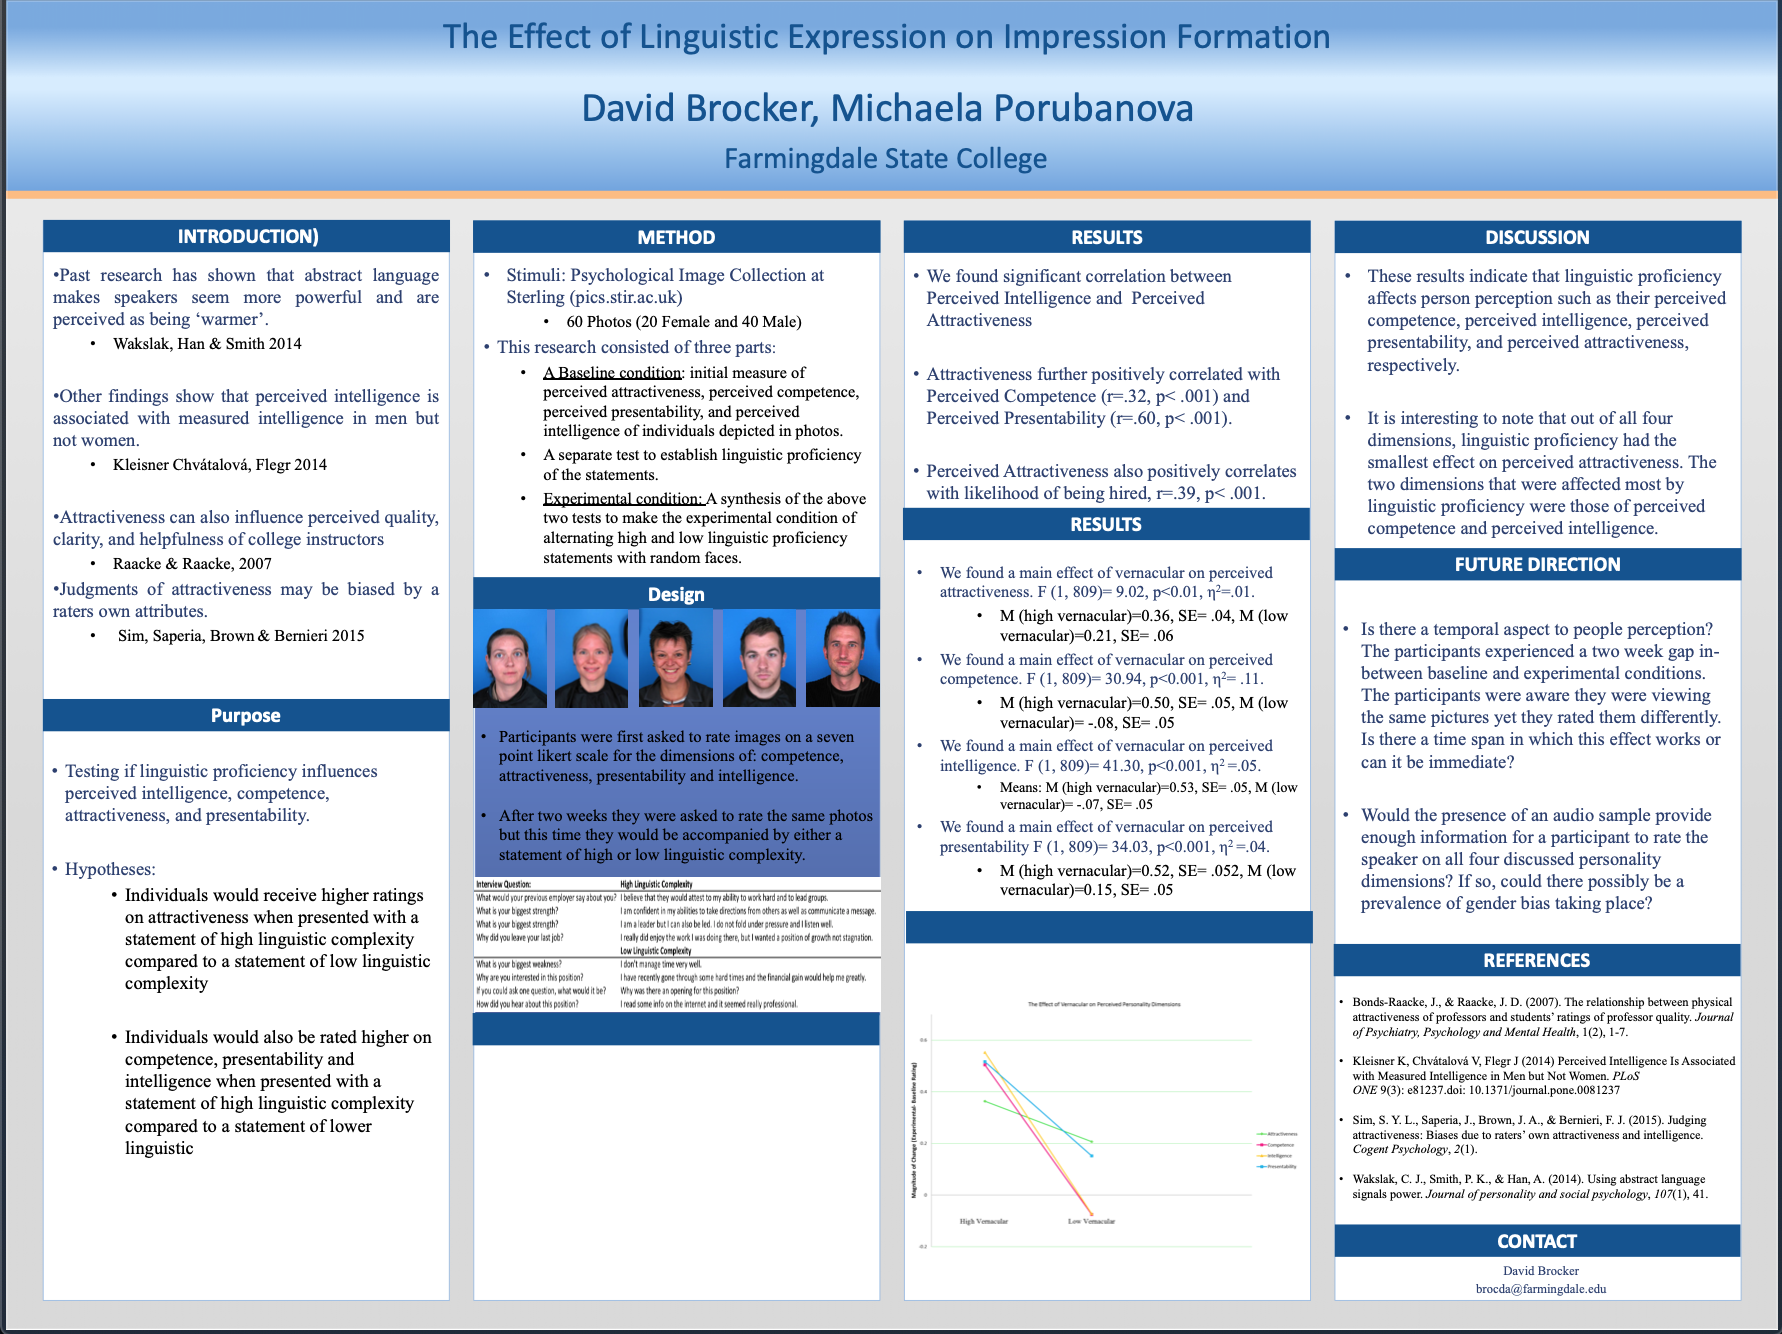 The Effect of Linguistic Expression on Impression Formation
David Brocker, Michaela Porubanova
Farmingdale State College
INTRODUCTION)
•Past research has shown that abstract language
makes speakers seem more powerful and are
perceived as being ‘warmer’.
• Wakslak, Han & Smith 2014
•Other findings show that perceived intelligence is
associated with measured intelligence in men but
not women.
• Kleisner Chvátalová, Flegr 2014
•Attractiveness can also influence perceived quality,
clarity, and helpfulness of college instructors
• Raacke & Raacke, 2007
•Judgments of attractiveness may be biased by a
raters own attributes.
• Sim, Saperia, Brown & Bernieri 2015
Purpose
• Testing if linguistic proficiency influences
perceived intelligence, competence,
attractiveness, and presentability.
• Hypotheses:
• Individuals would receive higher ratings
on attractiveness when presented with a
statement of high linguistic complexity
compared to a statement of low linguistic
complexity
• Individuals would also be rated higher on
competence, presentability and
intelligence when presented with a
statement of high linguistic complexity
compared to a statement of lower
linguistic
METHOD
• Stimuli: Psychological Image Collection at
Sterling (pics.stir.ac.uk)
• 60 Photos (20 Female and 40 Male)
• This research consisted of three parts:
• A Baseline condition: initial measure of
perceived attractiveness, perceived competence,
perceived presentability, and perceived
intelligence of individuals depicted in photos.
• A separate test to establish linguistic proficiency
of the statements.
• Experimental condition: A synthesis of the above
two tests to make the experimental condition of
alternating high and low linguistic proficiency
statements with random faces.
Design
• Participants were first asked to rate images on a seven
point likert scale for the dimensions of: competence,
attractiveness, presentability and intelligence.
• After two weeks they were asked to rate the same photos
but this time they would be accompanied by either a
statement of high or low linguistic complexity.
Interview Question: High Linguistic Complexity
What would your previous employer say about you? I believe that they would attest to my ability to work hard and to lead groups.
What is your biggest strength? I am confident in my abilities to take directions from others as well as communicate a message.
What is your biggest strength? I am a leader but I can also be led. I do not fold under pressure and I listen well.
Why did you leave your last job? I really did enjoy the work I was doing there, but I wanted a position of growth not stagnation.
Low Linguistic Complexity
What is your biggest weakness? I don't manage time very well.
Why are you interested in this position? I have recently gone through some hard times and the financial gain would help me greatly.
If you could ask one question, what would it be? Why was there an opening for this position?
How did you hear about this position? I read some info on the internet and it seemed really professional.
RESULTS
• We found significant correlation between
Perceived Intelligence and Perceived
Attractiveness
• Attractiveness further positively correlated with
Perceived Competence (r=.32, p< .001) and
Perceived Presentability (r=.60, p< .001).
• Perceived Attractiveness also positively correlates
with likelihood of being hired, r=.39, p< .001.
RESULTS
• We found a main effect of vernacular on perceived
attractiveness. F (1, 809)= 9.02, p<0.01, η²=.01.
• M (high vernacular)=0.36, SE= .04, M (low
vernacular)=0.21, SE= .06
• We found a main effect of vernacular on perceived
competence. F (1, 809)= 30.94, p<0.001, η²= .11.
• M (high vernacular)=0.50, SE= .05, M (low
vernacular)= -.08, SE= .05
• We found a main effect of vernacular on perceived
intelligence. F (1, 809)= 41.30, p<0.001, η² =.05.
• Means: M (high vernacular)=0.53, SE= .05, M (low
vernacular)= -.07, SE= .05
• We found a main effect of vernacular on perceived
presentability F (1, 809)= 34.03, p<0.001, η² =.04.
• M (high vernacular)=0.52, SE= .052, M (low
vernacular)=0.15, SE= .05
The Effect of Vernacular on Perceived Personality Dimensions
Magnitude of Change (Experimental- Baseline Rating)
0.6
0.4
0.2
0
-0.2
High Vernacular Low Vernacular
Attractiveness
Competence
Intelligence
Presentability
DISCUSSION
• These results indicate that linguistic proficiency
affects person perception such as their perceived
competence, perceived intelligence, perceived
presentability, and perceived attractiveness,
respectively.
• It is interesting to note that out of all four
dimensions, linguistic proficiency had the
smallest effect on perceived attractiveness. The
two dimensions that were affected most by
linguistic proficiency were those of perceived
competence and perceived intelligence.
FUTURE DIRECTION
• Is there a temporal aspect to people perception?
The participants experienced a two week gap in-
between baseline and experimental conditions.
The participants were aware they were viewing
the same pictures yet they rated them differently.
Is there a time span in which this effect works or
can it be immediate?
• Would the presence of an audio sample provide
enough information for a participant to rate the
speaker on all four discussed personality
dimensions? If so, could there possibly be a
prevalence of gender bias taking place?
REFERENCES
• Bonds-Raacke, J., & Raacke, J. D. (2007). The relationship between physical
attractiveness of professors and students’ ratings of professor quality. Journal
of Psychiatry, Psychology and Mental Health, 1(2), 1-7.
• Kleisner K, Chvátalová V, Flegr J (2014) Perceived Intelligence Is Associated
with Measured Intelligence in Men but Not Women. PLoS
ONE 9(3): e81237.doi: 10.1371/journal.pone.0081237
• Sim, S. Y. L., Saperia, J., Brown, J. A., & Bernieri, F. J. (2015). Judging
attractiveness: Biases due to raters’ own attractiveness and intelligence.
Cogent Psychology, 2(1).
• Wakslak, C. J., Smith, P. K., & Han, A. (2014). Using abstract language
signals power. Journal of personality and social psychology, 107(1), 41.
CONTACT
David Brocker
brocda@farmingdale.edu